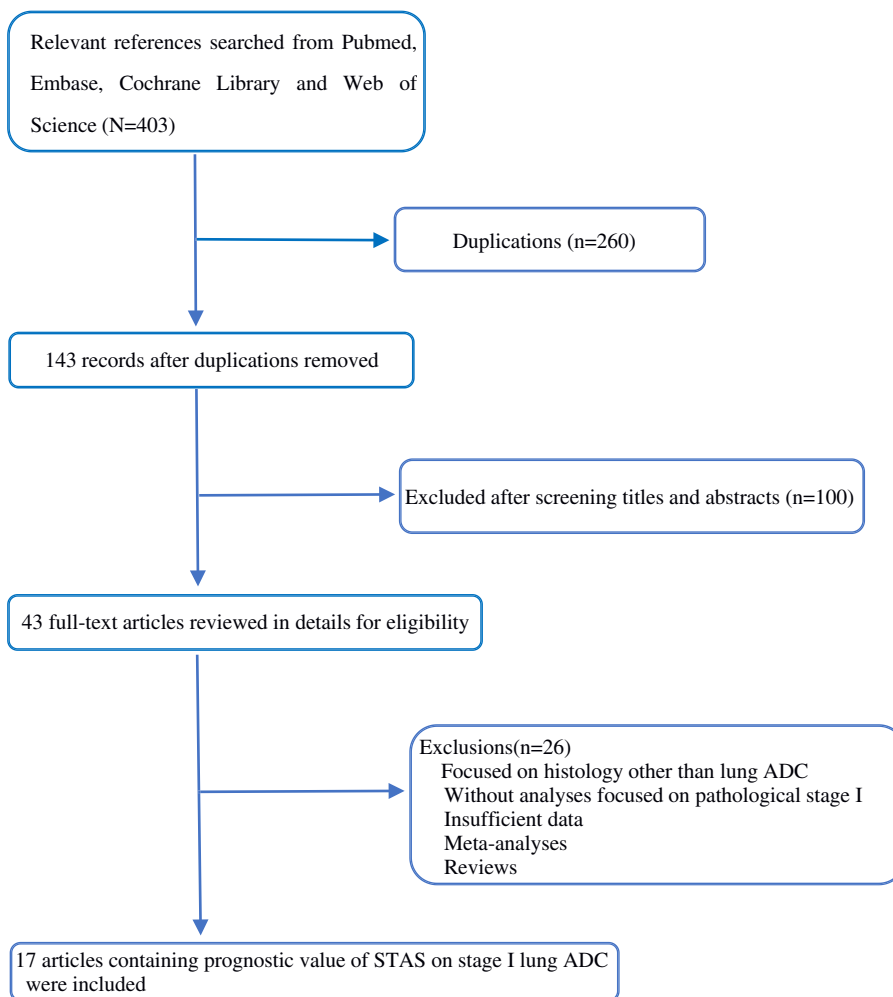 Relevant references searched from Pubmed,
Embase, Cochrane Library and Web of
Science (N=403)
Duplications (n=260)
143 records after duplications removed
Excluded after screening titles and abstracts (n=100)
43 full-text articles reviewed in details for eligibility
Exclusions(n=26)
Focused on histology other than lung ADC
Without analyses focused on pathological stage I
Insufficient data
Meta-analyses
Reviews
17 articles containing prognostic value of STAS on stage I lung ADC
were included